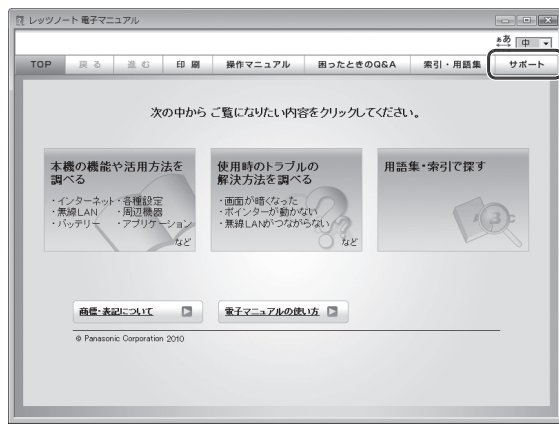 レッツノート 電子マニュアル
ぁあ 中
TOP 戻る 進む 印刷 操作マニュアル 困ったときのQ&A 索引・用語集 サポート
次の中から ご覧になりたい内容をクリックしてください。
本機の機能や活用方法を
調べる
・インターネット・各種設定
・無線LAN ・周辺機器
・バッテリー ・アプリケーション
など
使用時のトラブルの
解決方法を調べる
・画面が暗くなった
・ポインターが動かない
・無線LANがつながらない
など
用語集・索引で探す
商標・表記について
電子マニュアルの使い方
© Panasonic Corporation 2010